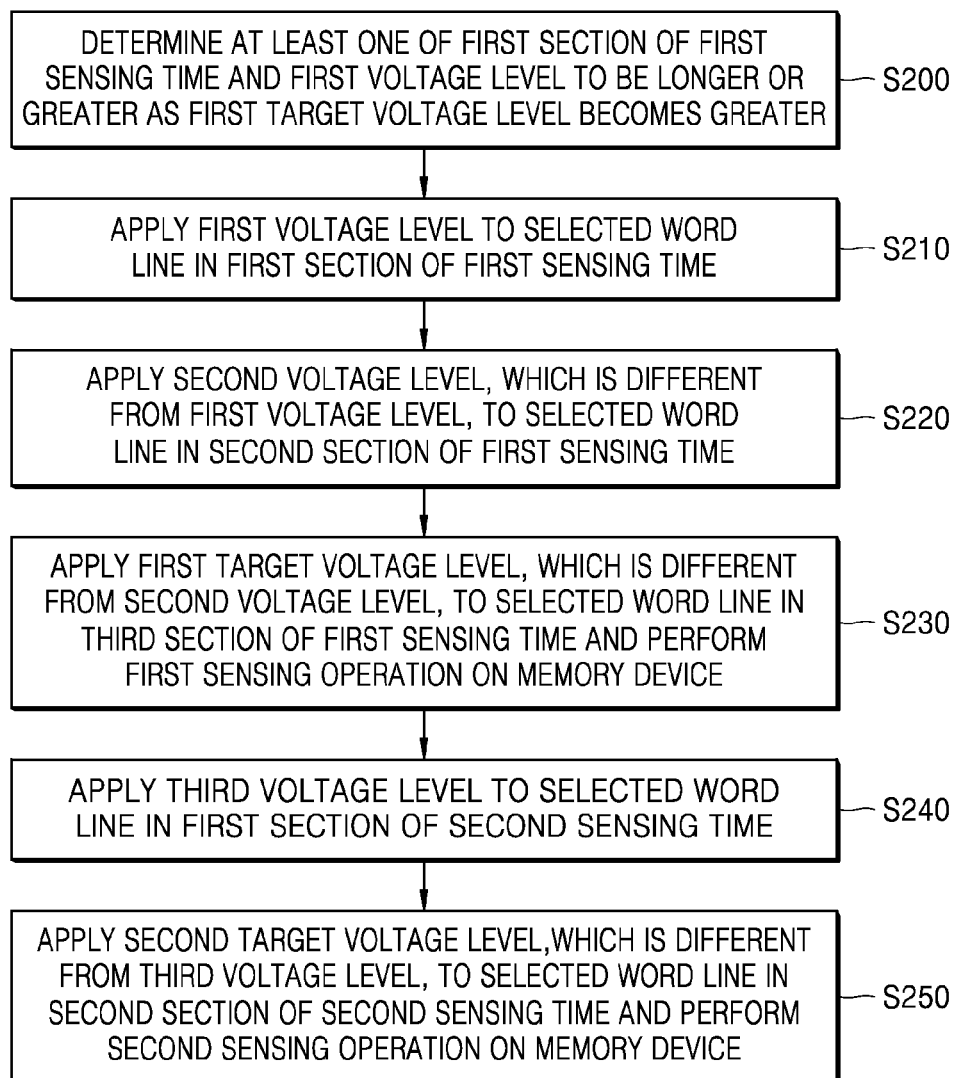 DETERMINE AT LEAST ONE OF FIRST SECTION OF FIRST
SENSING TIME AND FIRST VOLTAGE LEVEL TO BE LONGER OR
GREATER AS FIRST TARGET VOLTAGE LEVEL BECOMES GREATER
S200
APPLY FIRST VOLTAGE LEVEL TO SELECTED WORD
LINE IN FIRST SECTION OF FIRST SENSING TIME
S210
APPLY SECOND VOLTAGE LEVEL, WHICH IS DIFFERENT
FROM FIRST VOLTAGE LEVEL, TO SELECTED WORD
LINE IN SECOND SECTION OF FIRST SENSING TIME
S220
APPLY FIRST TARGET VOLTAGE LEVEL, WHICH IS DIFFERENT
FROM SECOND VOLTAGE LEVEL, TO SELECTED WORD LINE IN
THIRD SECTION OF FIRST SENSING TIME AND PERFORM
FIRST SENSING OPERATION ON MEMORY DEVICE
S230
APPLY THIRD VOLTAGE LEVEL TO SELECTED WORD
LINE IN FIRST SECTION OF SECOND SENSING TIME
S240
APPLY SECOND TARGET VOLTAGE LEVEL,WHICH IS DIFFERENT
FROM THIRD VOLTAGE LEVEL, TO SELECTED WORD LINE IN
SECOND SECTION OF SECOND SENSING TIME AND PERFORM
SECOND SENSING OPERATION ON MEMORY DEVICE
S250